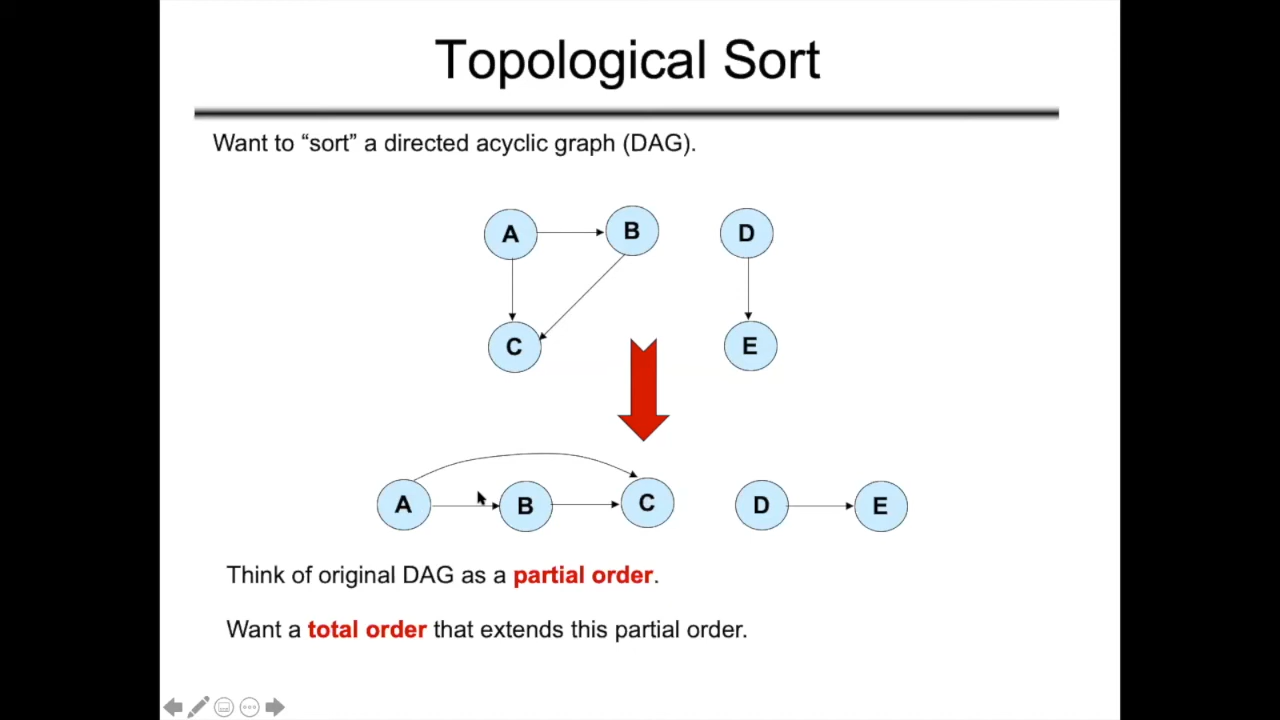 Topological Sort
Want to “sort” a directed acyclic graph (DAG).
A
B
D
C
E
A
B
C
D
E
Think of original DAG as a partial order.
Want a total order that extends this partial order.